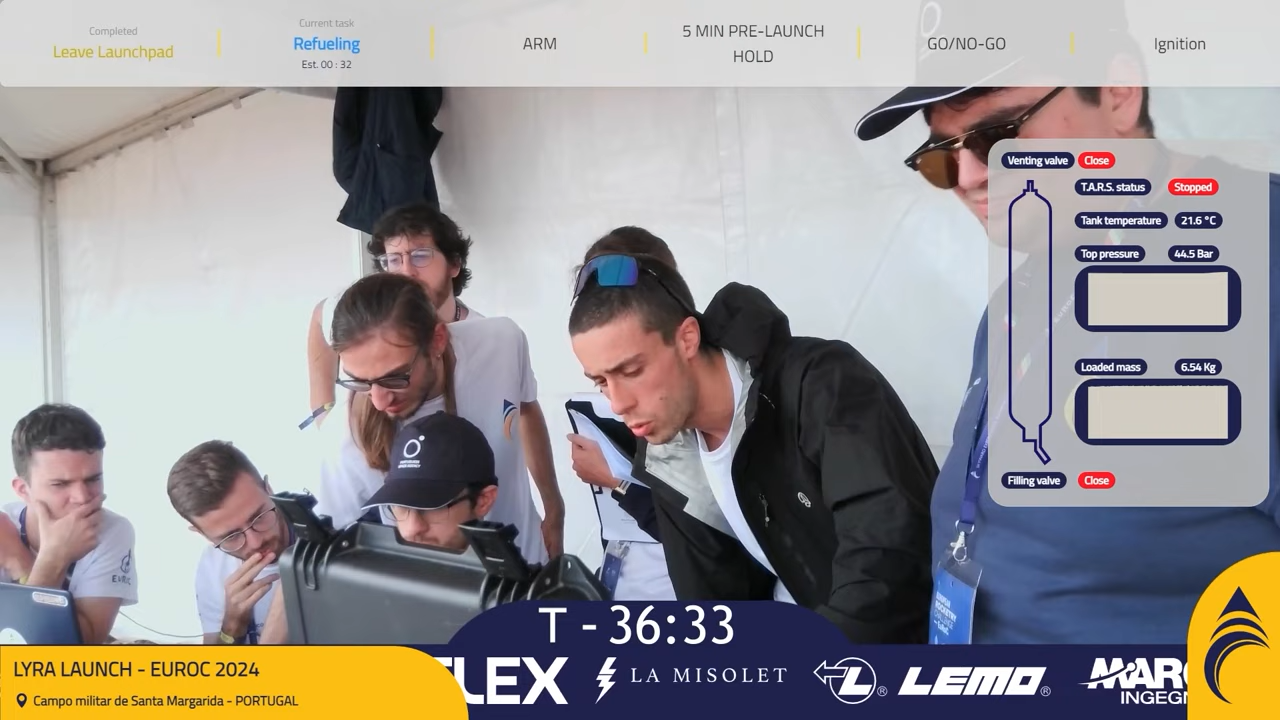 Completed
Leave Launchpad
Current task
Refueling
Est. 00 : 32
ARM
5 MIN PRE-LAUNCH
HOLD
GO/NO-GO
Ignition
Venting valve Close
T.A.R.S. status Stopped
Tank temperature 21.6 °C
Top pressure 44.5 Bar
Loaded mass 6.54 Kg
Filling valve Close
T - 36:33
LYRA LAUNCH - EUROC 2024
Campo militar de Santa Margarida - PORTUGAL
FLEX
LA MISOLET
LEMO®
INGEGN